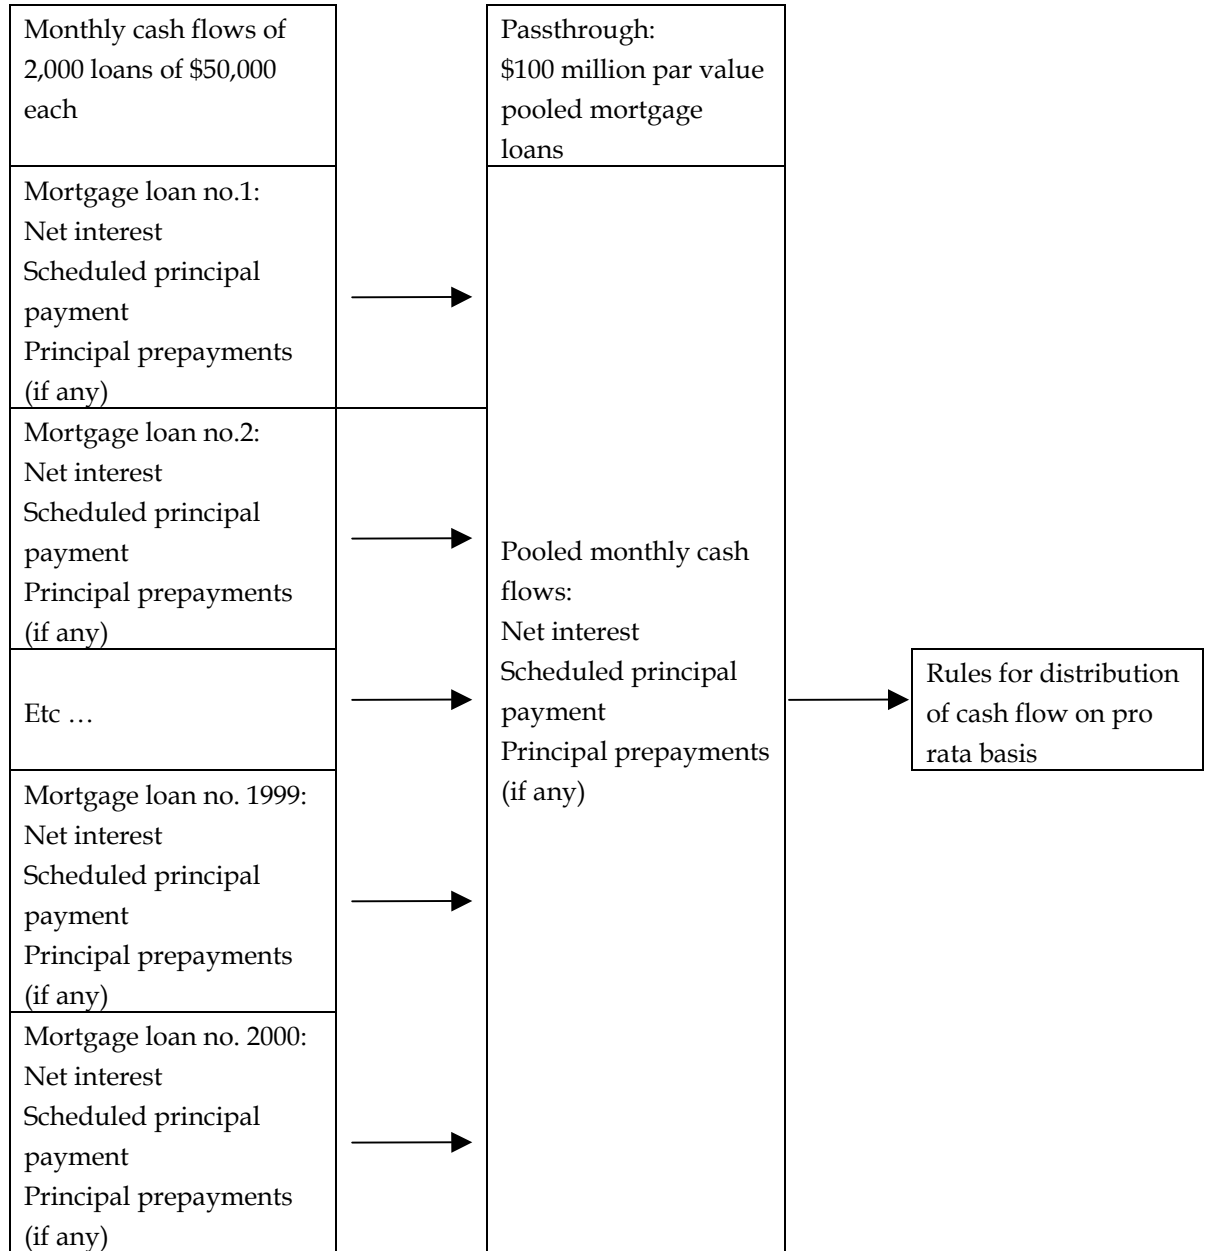 Monthly cash flows of
2,000 loans of $50,000
each
Passthrough:
$100 million par value
pooled mortgage
loans
Mortgage loan no.1:
Net interest
Scheduled principal
payment
Principal prepayments
(if any)
Mortgage loan no.2:
Net interest
Scheduled principal
payment
Principal prepayments
(if any)
Etc …
Mortgage loan no. 1999:
Net interest
Scheduled principal
payment
Principal prepayments
(if any)
Mortgage loan no. 2000:
Net interest
Scheduled principal
payment
Principal prepayments
(if any)
Pooled monthly cash
flows:
Net interest
Scheduled principal
payment
Principal prepayments
(if any)
Rules for distribution
of cash flow on pro
rata basis